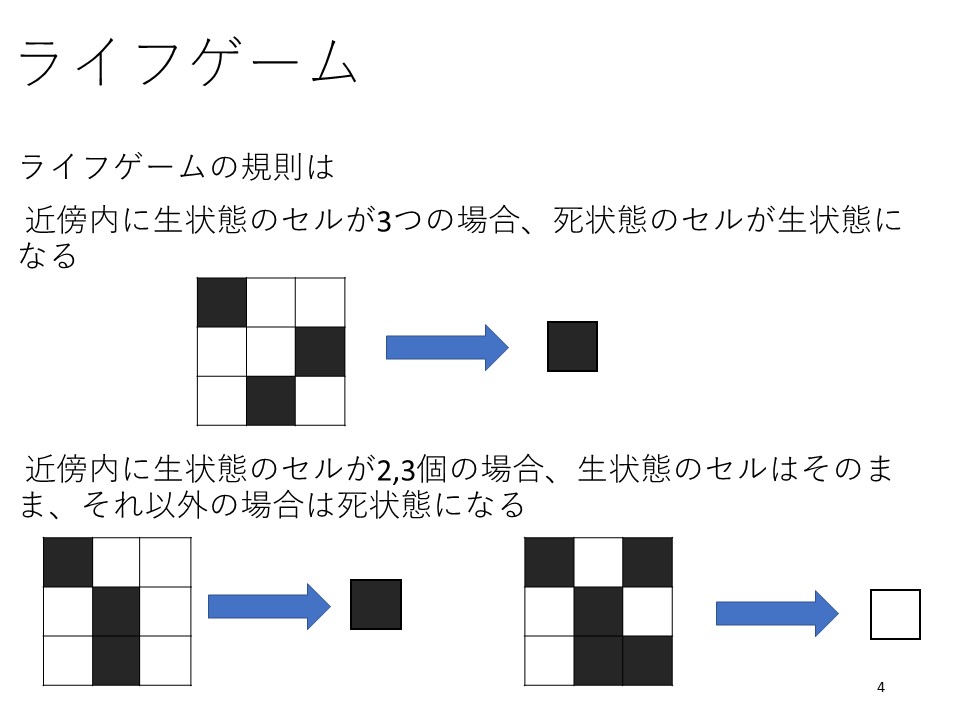 ライフゲーム
ライフゲームの規則は
近傍内に生状態のセルが3つの場合、死状態のセルが生状態に
なる
近傍内に生状態のセルが2,3個の場合、生状態のセルはそのま
ま、それ以外の場合は死状態になる
4